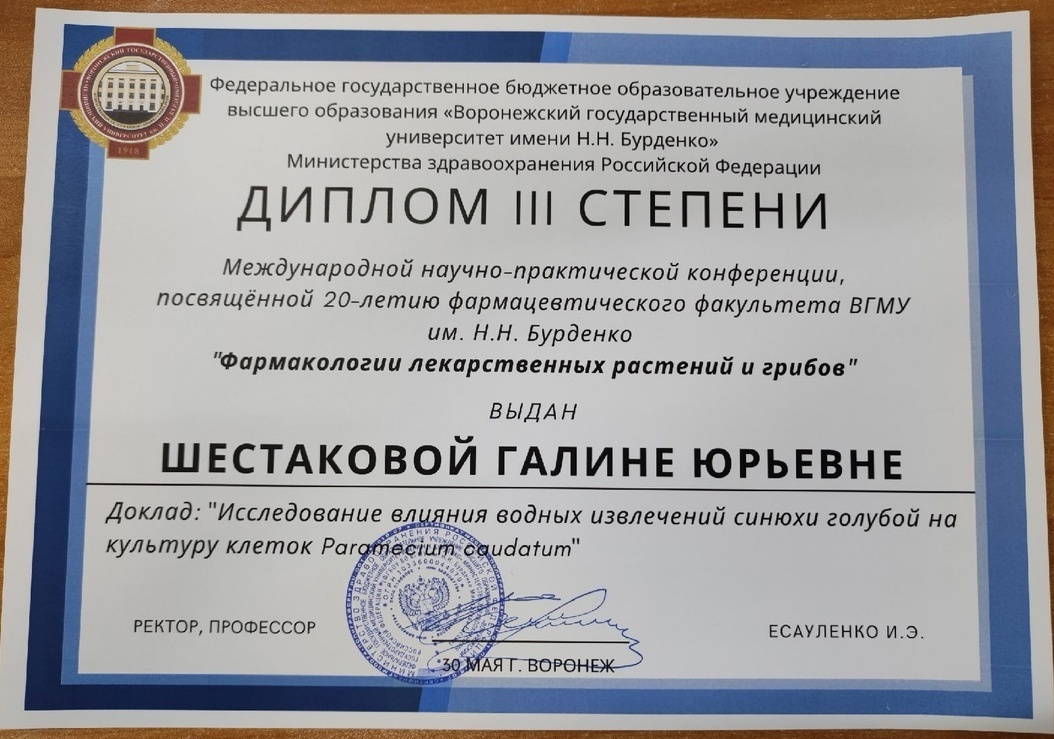 Федеральное государственное бюджетное образовательное учреждение
высшего образования «Воронежский государственный медицинский
университет имени Н.Н. Бурденко»
Министерства здравоохранения Российской Федерации
ДИПЛОМ III СТЕПЕНИ
Международной научно-практической конференции,
посвящённой 20-летию фармацевтического факультета ВГМУ
им. Н.Н. Бурденко
"Фармакологии лекарственных растений и грибов"
ВЫДАН
ШЕСТАКОВОЙ ГАЛИНЕ ЮРЬЕВНЕ
Доклад: "Исследование влияния водных извлечений синюхи голубой на
культуру клеток Paramecium caudatum"
РЕКТОР, ПРОФЕССОР
ЕСАУЛЕНКО И.Э.
30 МАЯ Г. ВОРОНЕЖ
1918